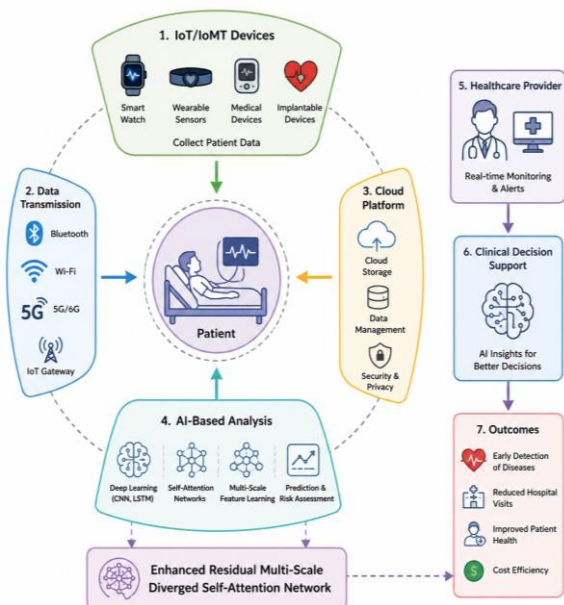 1. IoT/IoMT Devices
Smart
Watch
Wearable
Sensors
Medical
Devices
Implantable
Devices
Collect Patient Data
2. Data
Transmission
Bluetooth
Wi-Fi
5G
5G/6G
IoT Gateway
Patient
3. Cloud
Platform
Cloud
Storage
Data
Management
Security &
Privacy
4. AI-Based Analysis
Deep Learning
(CNN, LSTM)
Self-Attention
Networks
Multi-Scale
Feature Learning
Prediction &
Risk Assessment
Enhanced Residual Multi-Scale
Diverged Self-Attention Network
5. Healthcare Provider
Real-time Monitoring
& Alerts
6. Clinical Decision
Support
AI Insights for
Better Decisions
7. Outcomes
Early Detection
of Diseases
Reduced Hospital
Visits
Improved Patient
Health
$
Cost Efficiency